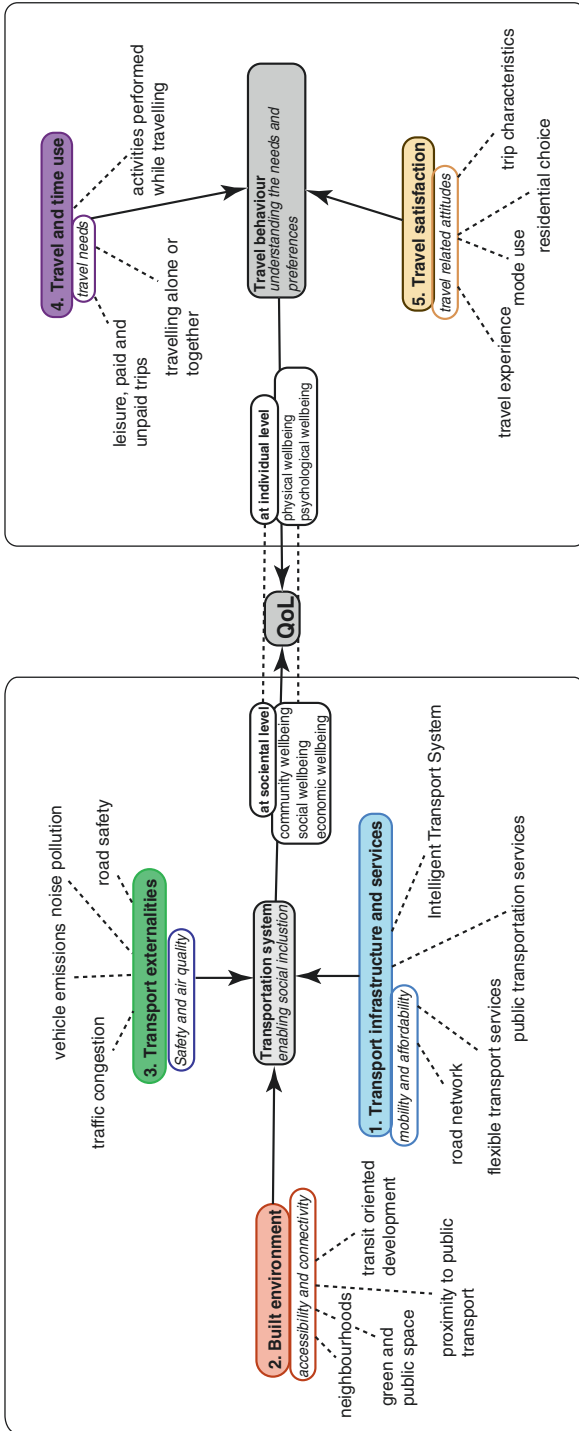 vehicle emissions
noise pollution
traffic congestion
road safety
3. Transport externalities
Safety and air quality
2. Built environment
accessibility and connectivity
neighbourhoods
green and
public space
proximity to public
transport
transit oriented
development
Transportation system
enabling social inclustion
1. Transport infrastructure and services
mobility and affordability
road network
flexible transport services
public transportation services
Intelligent Transport System
at sociental level
community wellbeing
social wellbeing
economic wellbeing
QoL
at individual level
physical wellbeing
psychological wellbeing
4. Travel and time use
travel needs
leisure, paid and
unpaid trips
travelling alone or
together
activities performed
while travelling
Travel behaviour
understanding the needs and
preferences
5. Travel satisfaction
travel related attitudes
travel experience
mode use
residential choice
trip characteristics